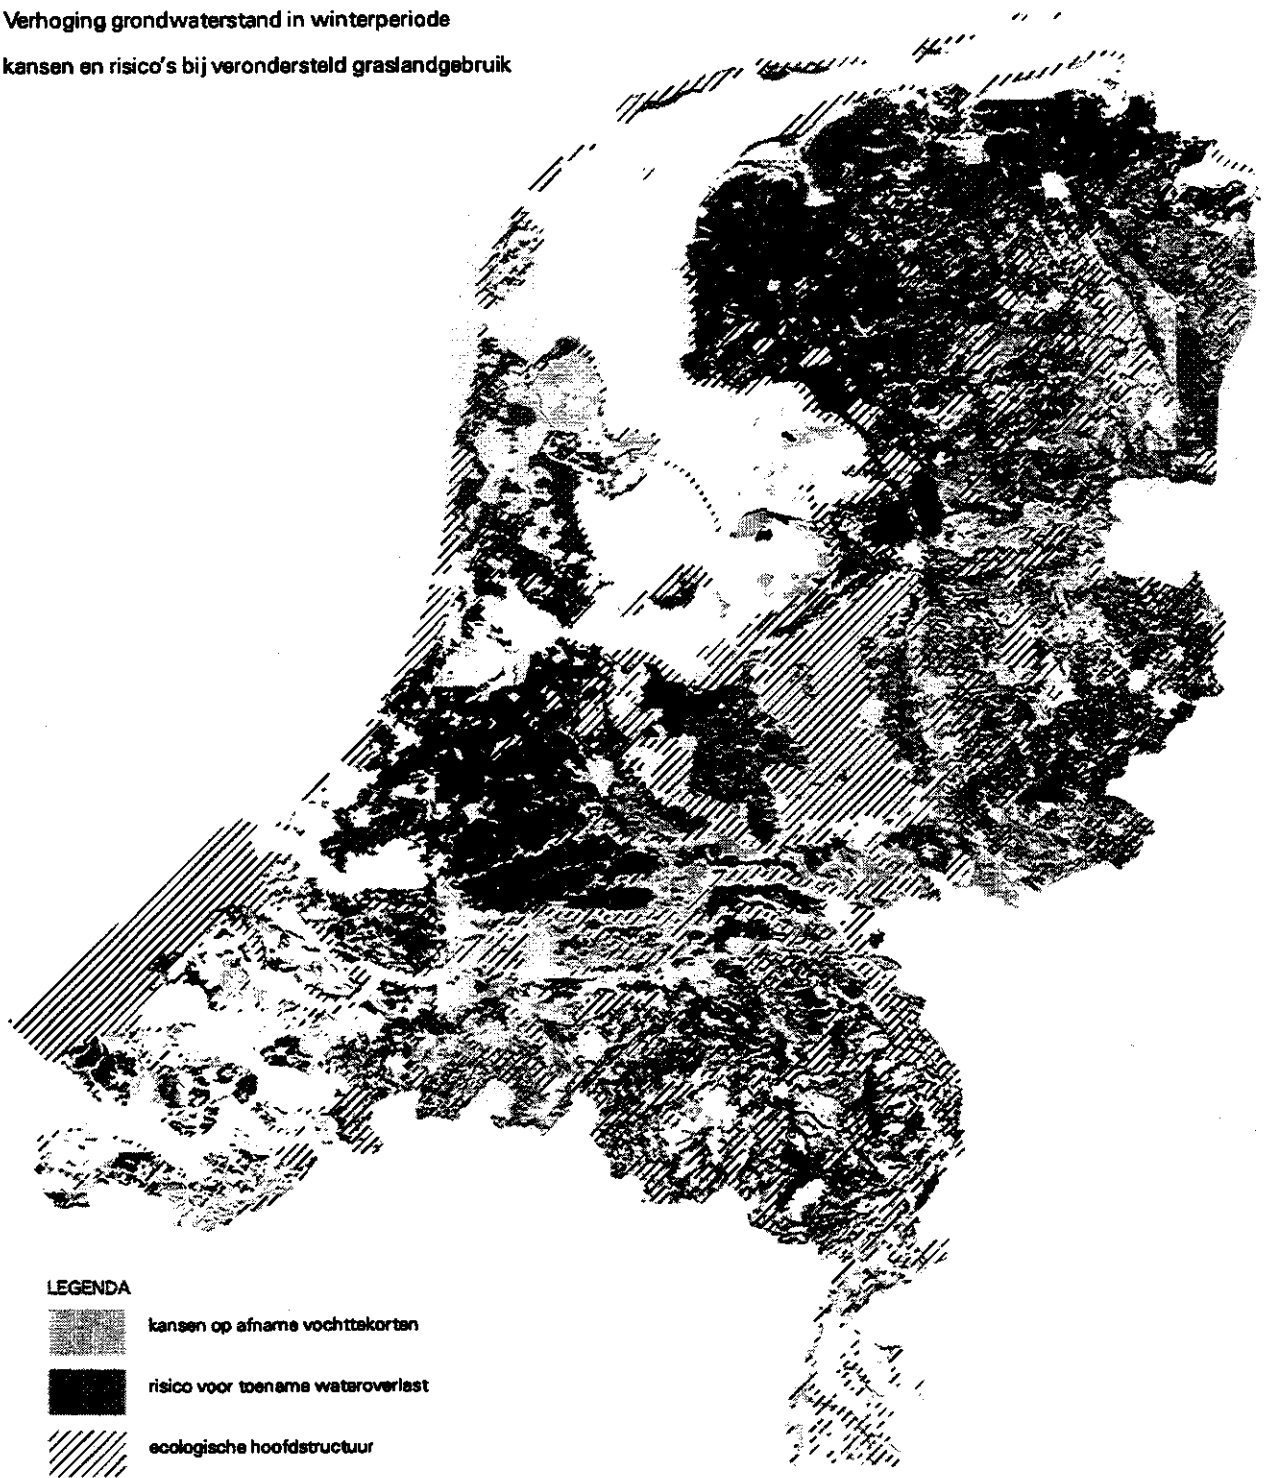 Verhoging grondwaterstand in winterperiode
kansen en risico's bij verondersteld graslandgebruik
LEGENDA
kansen op afname vochttekorten
risico voor toename wateroverlast
ecologische hoofdstructuur